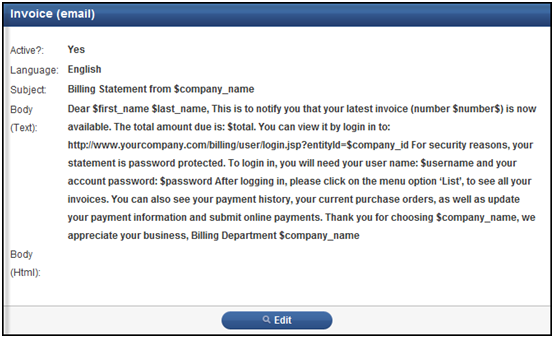 Invoice (email)
Active?: Yes
Language: English
Subject: Billing Statement from $company_name
Body Dear $first_name $last_name, This is to notify you that your latest invoice (number $number$) is now
(Text): available. The total amount due is: $total. You can view it by login in to:
http://www.yourcompany.com/billing/user/login.jsp?entityId=$company_id For security reasons, your
statement is password protected. To login in, you will need your user name: $username and your
account password: $password After logging in, please click on the menu option ‘List’, to see all your
invoices. You can also see your payment history, your current purchase orders, as well as update
your payment information and submit online payments. Thank you for choosing $company_name, we
appreciate your business, Billing Department $company_name
Body
(Html):
Edit